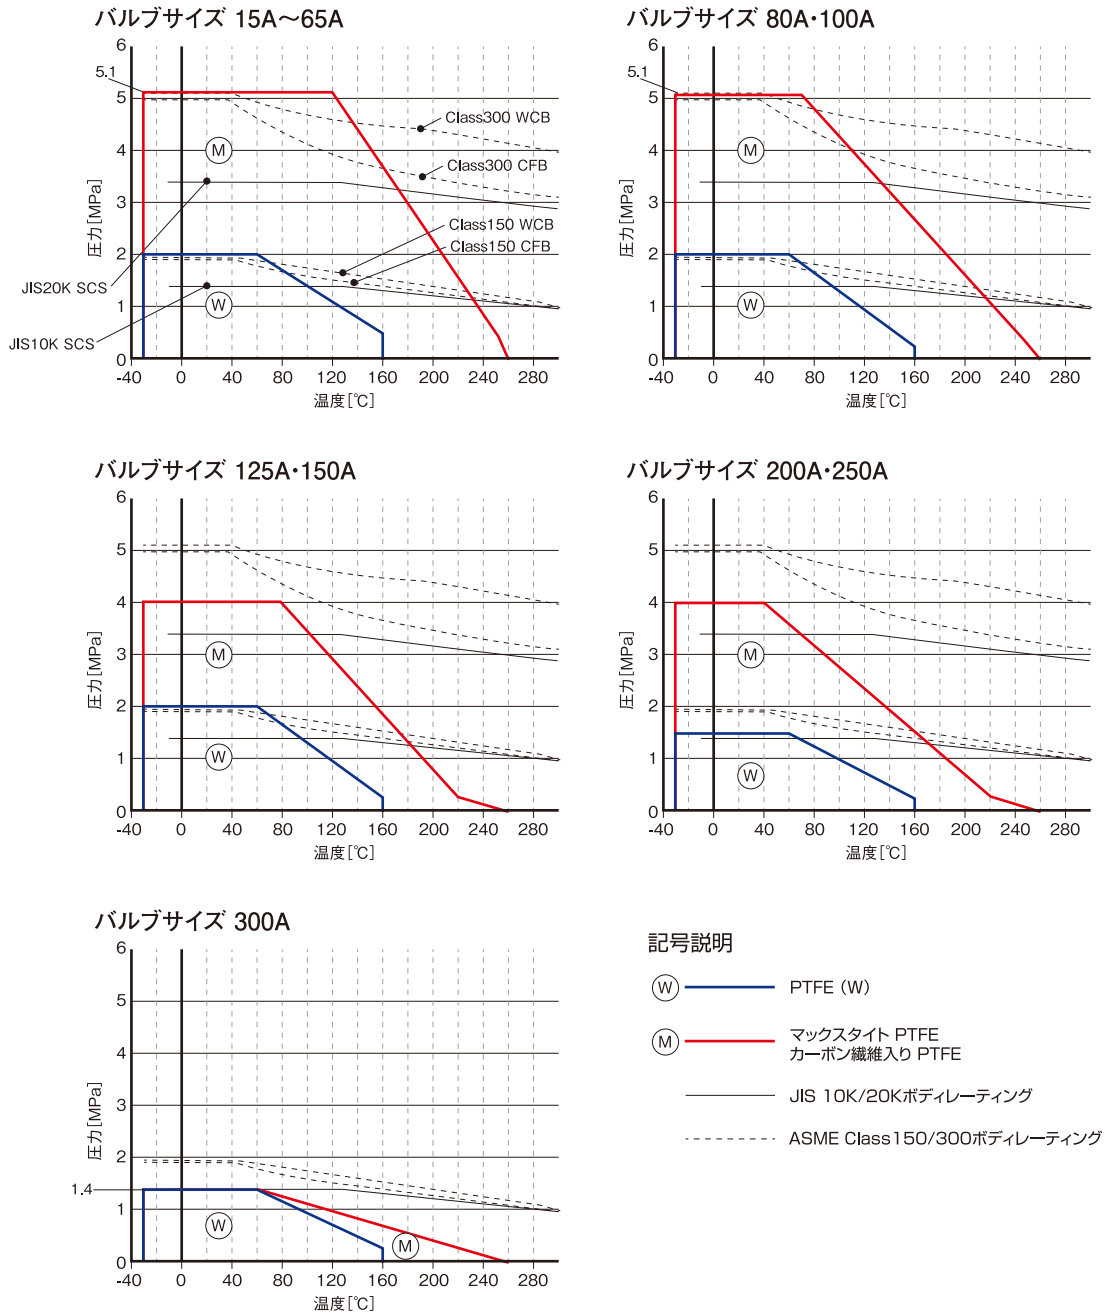 バルブサイズ 15A～65A
6
5.1
5
4
3
2
1
0
圧力[MPa]
Class300 WCB
Class300 CFB
Class150 WCB
Class150 CFB
M
W
JIS20K SCS
JIS10K SCS
-40 0 40 80 120 160 200 240 280
温度[℃]
バルブサイズ 80A・100A
6
5.1
5
4
3
2
1
0
圧力[MPa]
M
W
-40 0 40 80 120 160 200 240 280
温度[℃]
バルブサイズ 125A・150A
6
5
4
3
2
1
0
圧力[MPa]
M
W
-40 0 40 80 120 160 200 240 280
温度[℃]
バルブサイズ 200A・250A
6
5
4
3
2
1
0
圧力[MPa]
M
W
-40 0 40 80 120 160 200 240 280
温度[℃]
バルブサイズ 300A
6
5
4
3
2
1.4
1
0
圧力[MPa]
W
M
-40 0 40 80 120 160 200 240 280
温度[℃]
記号説明
W PTFE (W)
M マックスタイト PTFE
カーボン繊維入り PTFE
JIS 10K/20Kボディレーティング
ASME Class150/300ボディレーティング